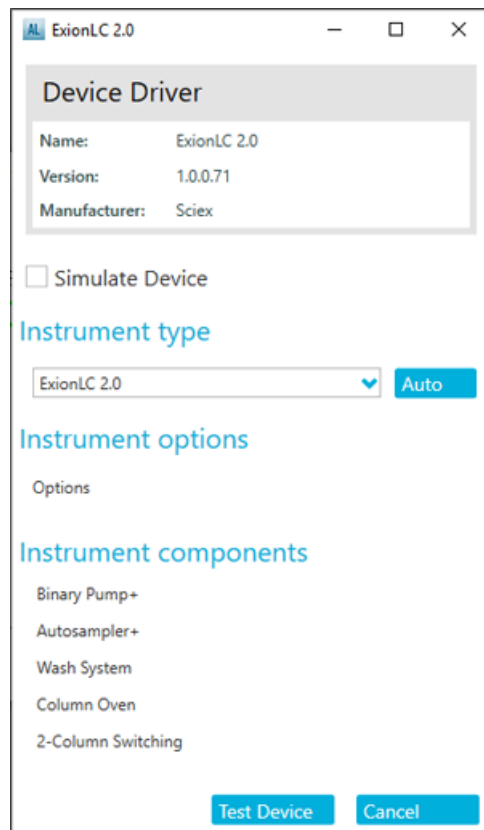 AL ExionLC 2.0
Device Driver
Name: ExionLC 2.0
Version: 1.0.0.71
Manufacturer: Sciex
Simulate Device
Instrument type
ExionLC 2.0 Auto
Instrument options
Options
Instrument components
Binary Pump+
Autosampler+
Wash System
Column Oven
2-Column Switching
Test Device Cancel